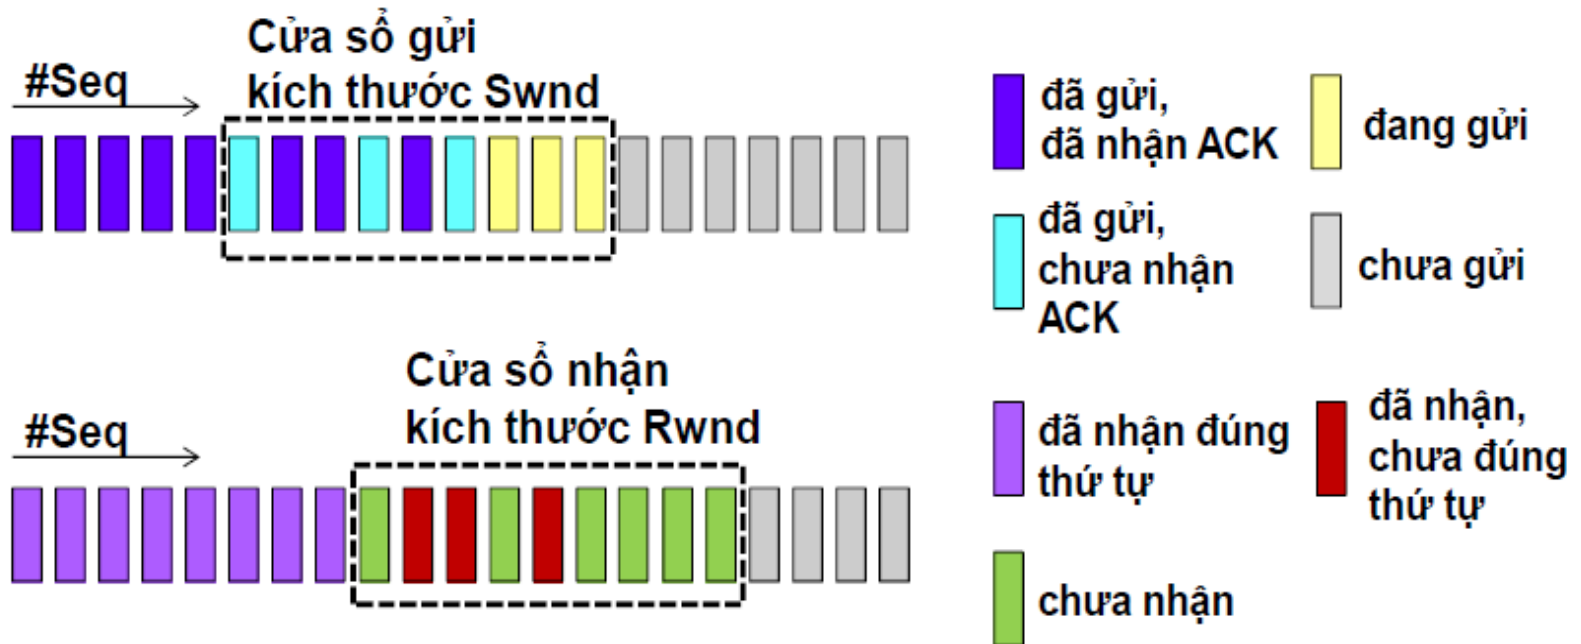 Cửa sổ gửi
kích thước Swnd
#Seq
đã gửi,
đã nhận ACK
đang gửi
đã gửi,
chưa nhận
ACK
chưa gửi
Cửa sổ nhận
kích thước Rwnd
#Seq
đã nhận đúng
thứ tự
đã nhận,
chưa đúng
thứ tự
chưa nhận